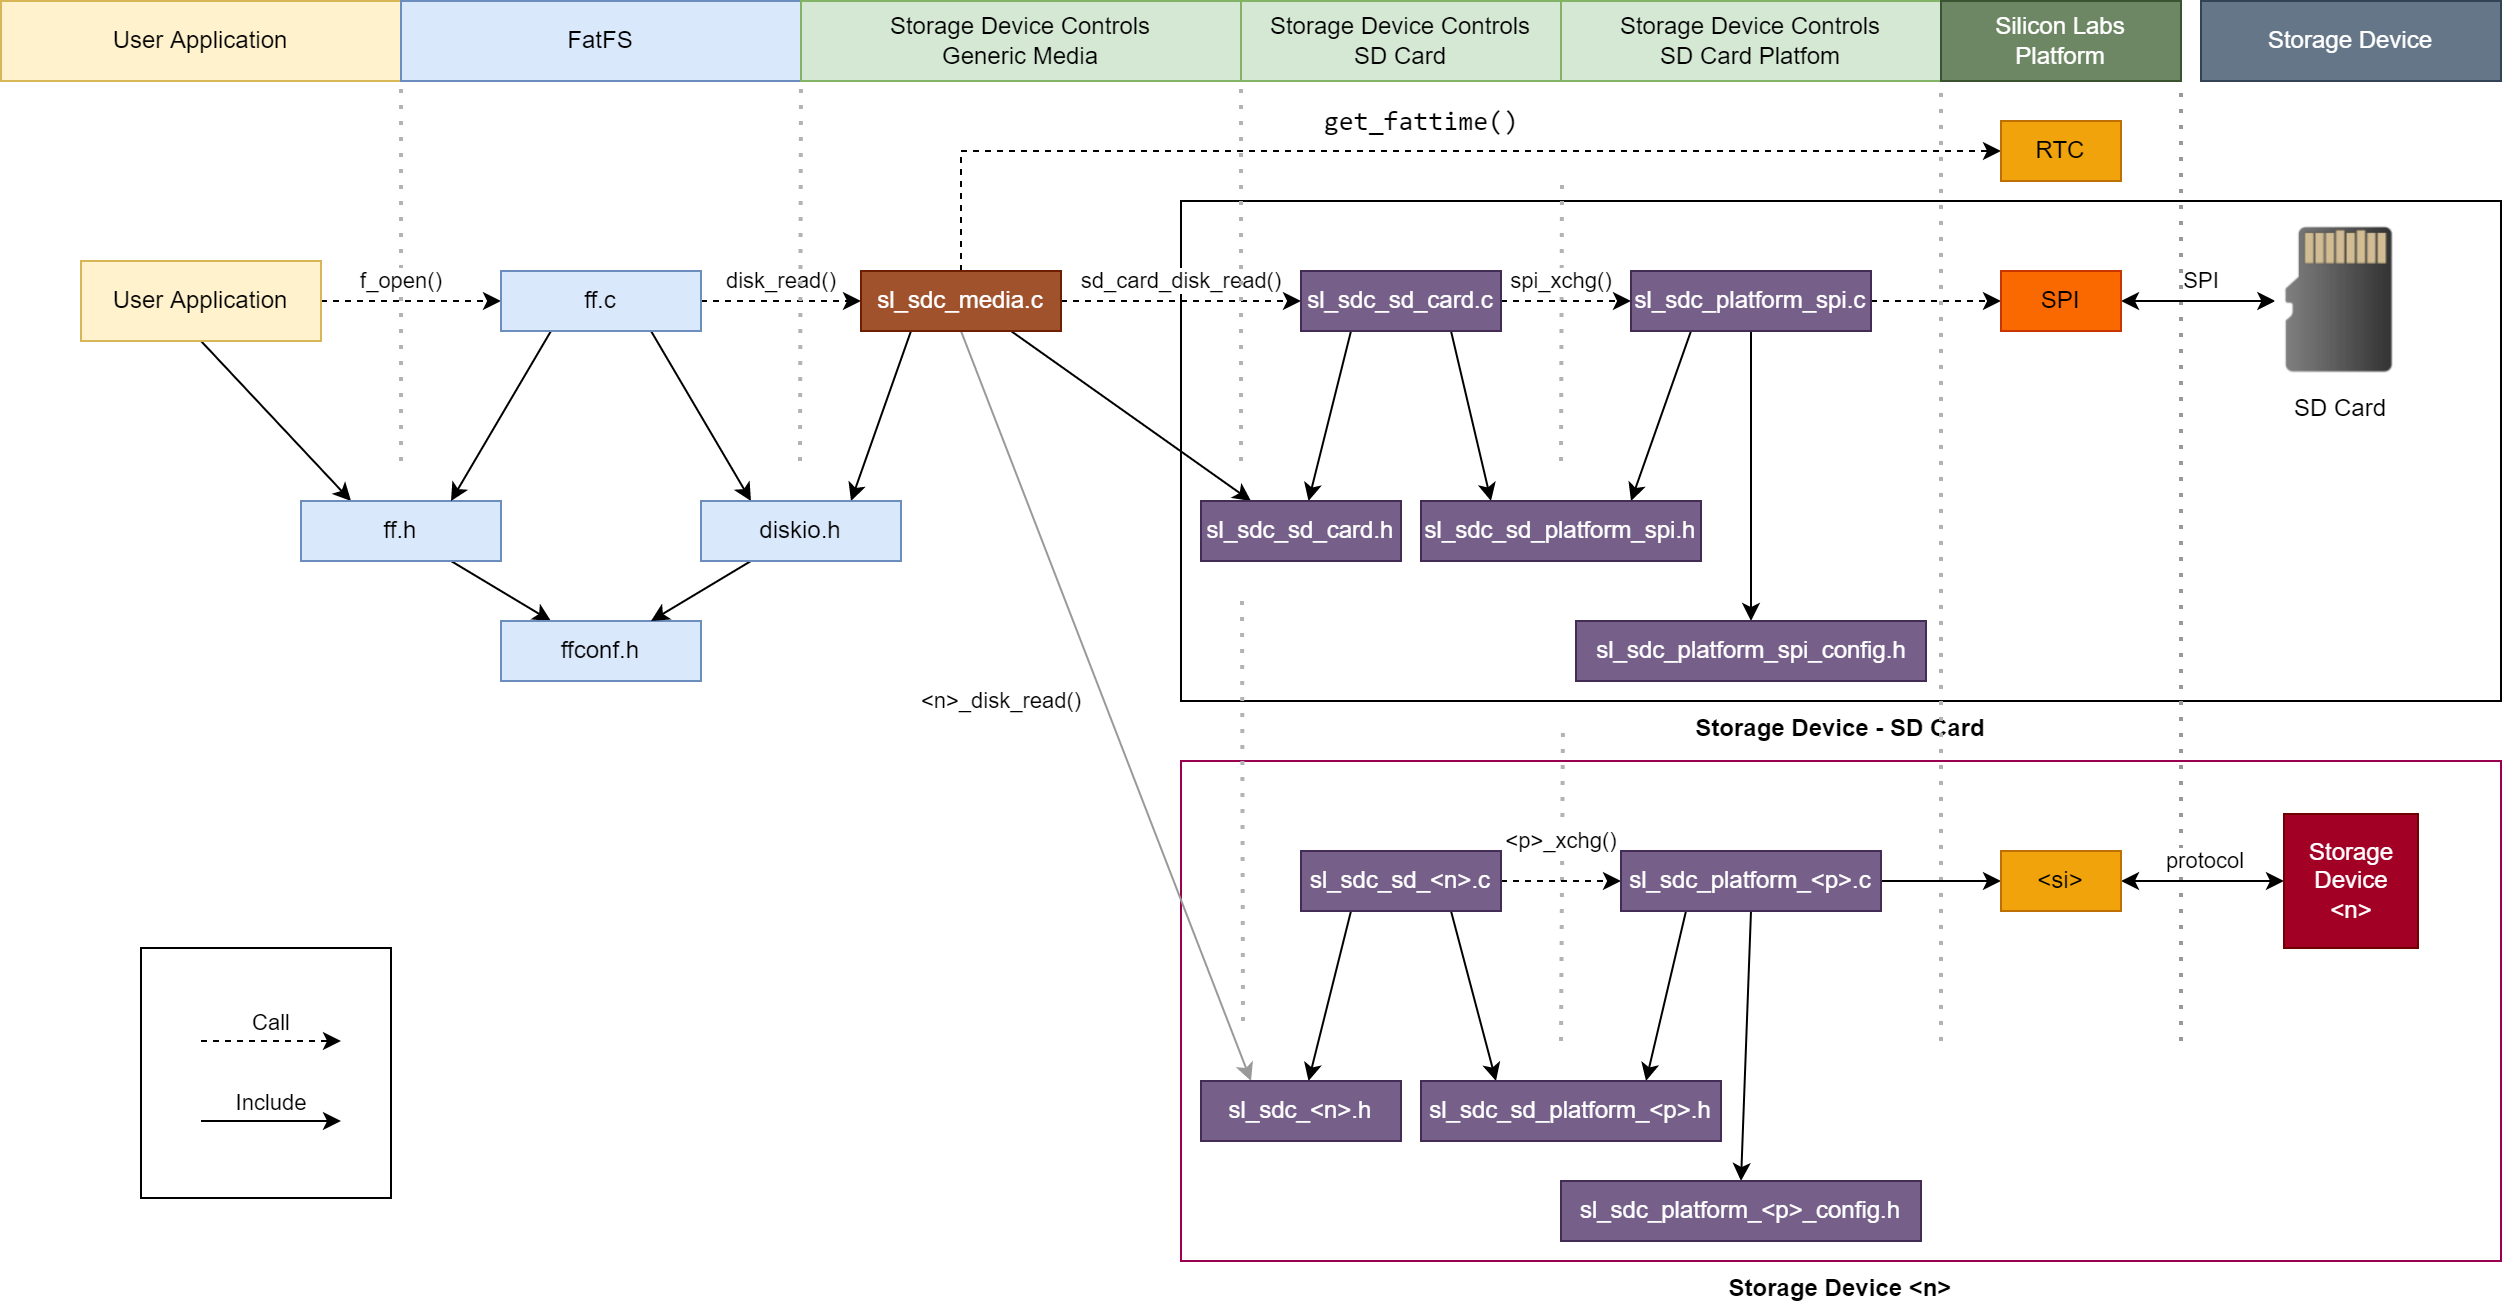 User Application
FatFS
Storage Device Controls
Generic Media
Storage Device Controls
SD Card
Storage Device Controls
SD Card Platfom
Silicon Labs
Platform
Storage Device
get_fattime()
RTC
User Application
f_open()
ff.c
disk_read()
sl_sdc_media.c
sd_card_disk_read()
sl_sdc_sd_card.c
spi_xchg()
sl_sdc_platform_spi.c
SPI
SPI
SD Card
ff.h
diskio.h
sl_sdc_sd_card.h
sl_sdc_sd_platform_spi.h
ffconf.h
sl_sdc_platform_spi_config.h
<n>_disk_read()
Storage Device - SD Card
sl_sdc_sd_<n>.c
<p>_xchg()
sl_sdc_platform_<p>.c
<si>
protocol
Storage
Device
<n>
Call
Include
sl_sdc_<n>.h
sl_sdc_sd_platform_<p>.h
sl_sdc_platform_<p>_config.h
Storage Device <n>